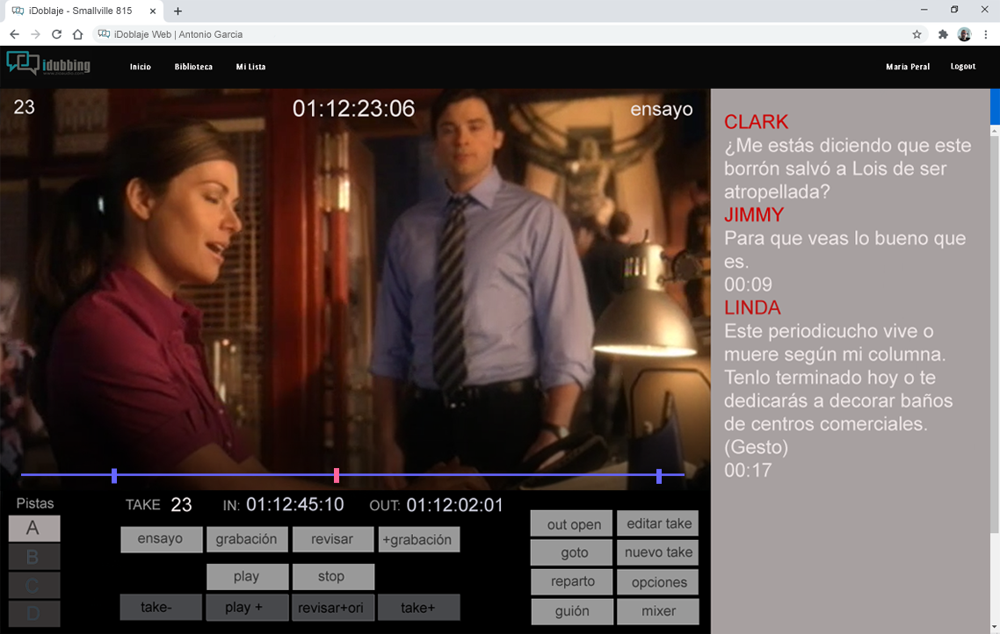 iDoblaje - Smallville 815
iDoblaje Web | Antonio Garcia
idubbing
Inicio
Biblioteca
Mi Lista
Maria Peral
Logout
23
01:12:23:06
ensayo
CLARK
¿Me estás diciendo que este
borrón salvó a Lois de ser
atropellada?
JIMMY
Para que veas lo bueno que
es.
00:09
LINDA
Este periodicucho vive o
muere según mi columna.
Tenlo terminado hoy o te
dedicarás a decorar baños
de centros comerciales.
(Gesto)
00:17
Pistas
A
B
C
D
TAKE 23
IN: 01:12:45:10
OUT: 01:12:02:01
ensayo
grabación
revisar
+grabación
play
stop
take-
play +
revisar+ori
take+
out open
editar take
goto
nuevo take
reparto
opciones
guión
mixer